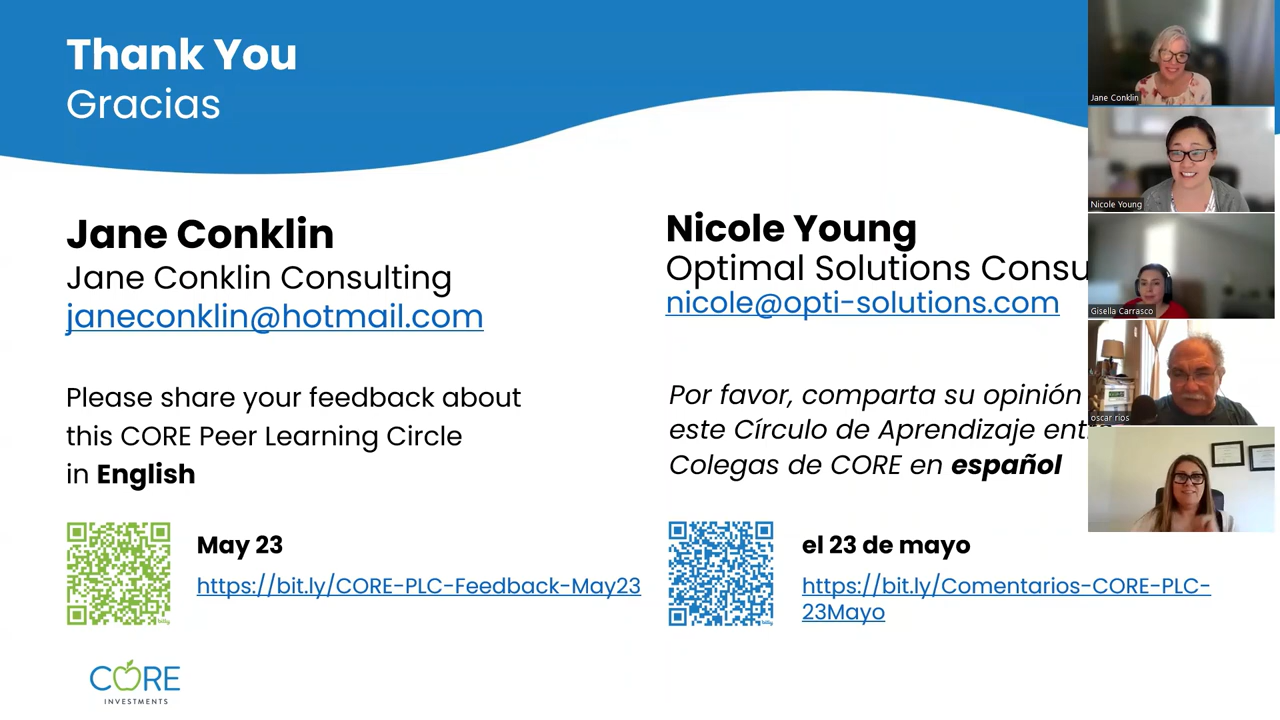 Thank You
Gracias
Jane Conklin
Jane Conklin Consulting
janeconklin@hotmail.com
Please share your feedback about
this CORE Peer Learning Circle
in English
May 23
https://bit.ly/CORE-PLC-Feedback-May23
Nicole Young
Optimal Solutions Consu
nicole@opti-solutions.com
Por favor, comparta su opinión
este Círculo de Aprendizaje entre
Colegas de CORE en español
el 23 de mayo
https://bit.ly/Comentarios-CORE-PLC-
23Mayo
CORE
INVESTMENTS
Jane Conklin
Nicole Young
Gisella Carrasco
oscar rios